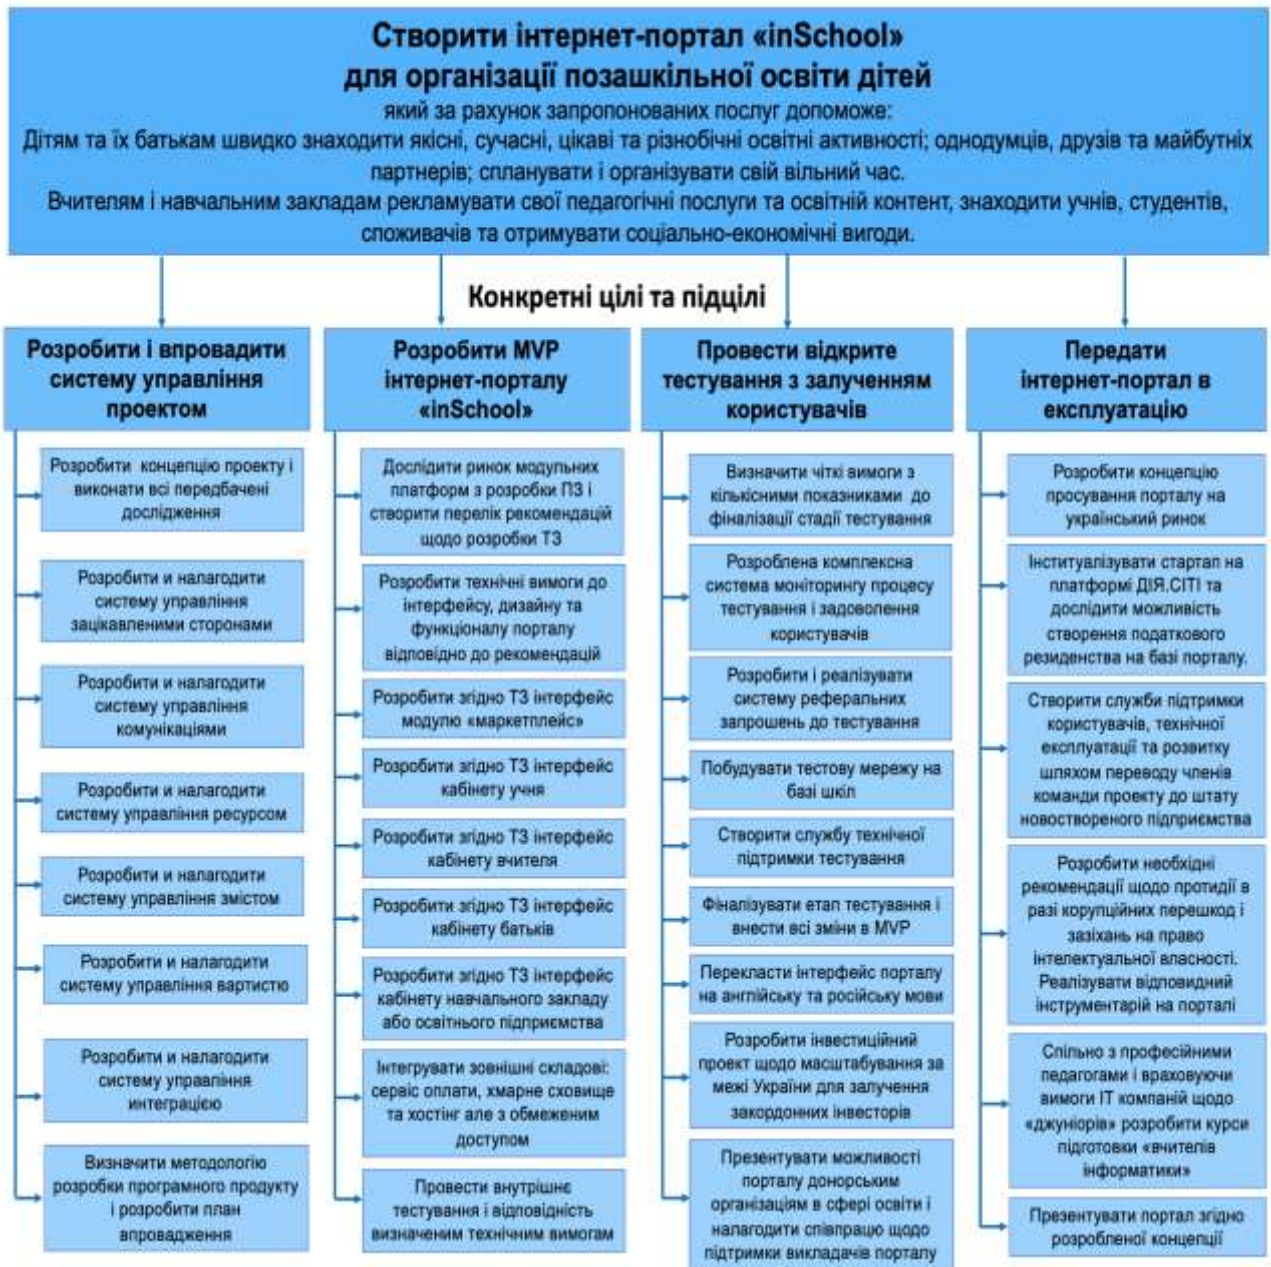 Створити інтернет-портал «inSchool»
для організації позашкільної освіти дітей
який за рахунок запропонованих послуг допоможе:
Дітям та їх батькам швидко знаходити якісні, сучасні, цікаві та різнобічні освітні активності; однодумців, друзів та майбутніх
партнерів; спланувати і організувати свій вільний час.
Вчителям і навчальним закладам рекламувати свої педагогічні послуги та освітній контент, знаходити учнів, студентів,
споживачів та отримувати соціально-економічні вигоди.
Конкретні цілі та підцілі
Розробити і впровадити
систему управління
проектом
Розробити концепцію проекту і
виконати всі передбачені
дослідження
Розробити и налагодити
систему управління
зацікавленими сторонами
Розробити и налагодити
систему управління
комунікаціями
Розробити и налагодити
систему управління ресурсом
Розробити и налагодити
систему управління змістом
Розробити и налагодити
систему управління вартистю
Розробити и налагодити
систему управління
интеграцією
Визначити методологію
розробки програмного продукту
і розробити план
впровадження
Розробити MVP
інтернет-порталу
«inSchool»
Дослідити ринок модульних
платформ з розробки ПЗ і
створити перелік рекомендацій
щодо розробки ТЗ
Розробити технічні вимоги до
інтерфейсу, дизайну та
функціоналу порталу
відповідно до рекомендацій
Розробити згідно ТЗ інтерфейс
модулю «маркетплейс»
Розробити згідно ТЗ інтерфейс
кабінету учня
Розробити згідно ТЗ інтерфейс
кабінету вчителя
Розробити згідно ТЗ інтерфейс
кабінету батьків
Розробити згідно ТЗ інтерфейс
кабінету навчального закладу
або освітнього підприємства
Інтегрувати зовнішні складові:
сервіс оплати, хмарне сховище
та хостінг але з обмеженим
доступом
Провести внутрішнє
тестування і відповідність
визначеним технічним вимогам
Провести відкрите
тестування з залученням
користувачів
Визначити чіткі вимоги з
кількісними показниками до
фіналізації стадії тестування
Розроблена комплексна
система моніторингу процесу
тестування і задоволення
користувачів
Розробити і реалізувати
систему реферальних
запрошень до тестування
Побудувати тестову мережу на
базі шкіл
Створити службу технічної
підтримки тестування
Фіналізувати етап тестування і
внести всі зміни в MVP
Перекласти інтерфейс порталу
на англійську та російську мови
Розробити інвестиційний
проект щодо масштабування за
межі України для залучення
закордонних інвесторів
Презентувати можливості
порталу донорським
організаціям в сфері освіти і
налагодити співпрацю щодо
підтримки викладачів порталу
Передати
інтернет-портал в
експлуатацію
Розробити концепцію
просування порталу на
український ринок
Інституалізувати стартап на
платформі ДІЯ.СІТІ та
дослідити можливість
створення податкового
резиденства на базі порталу.
Створити служби підтримки
користувачів, технічної
експлуатації та розвитку
шляхом переводу членів
команди проекту до штату
новоствореного підприємства
Розробити необхідні
рекомендації щодо протидії в
разі корупційних перешкод і
зазіхань на право
інтелектуальної власності.
Реалізувати відповідний
інструментарій на порталі
Спільно з професійними
педагогами і враховуючи
вимоги ІТ компаній щодо
«джуніорів» розробити курси
підготовки «вчителів
інформатики»
Презентувати портал згідно
розробленої концепції